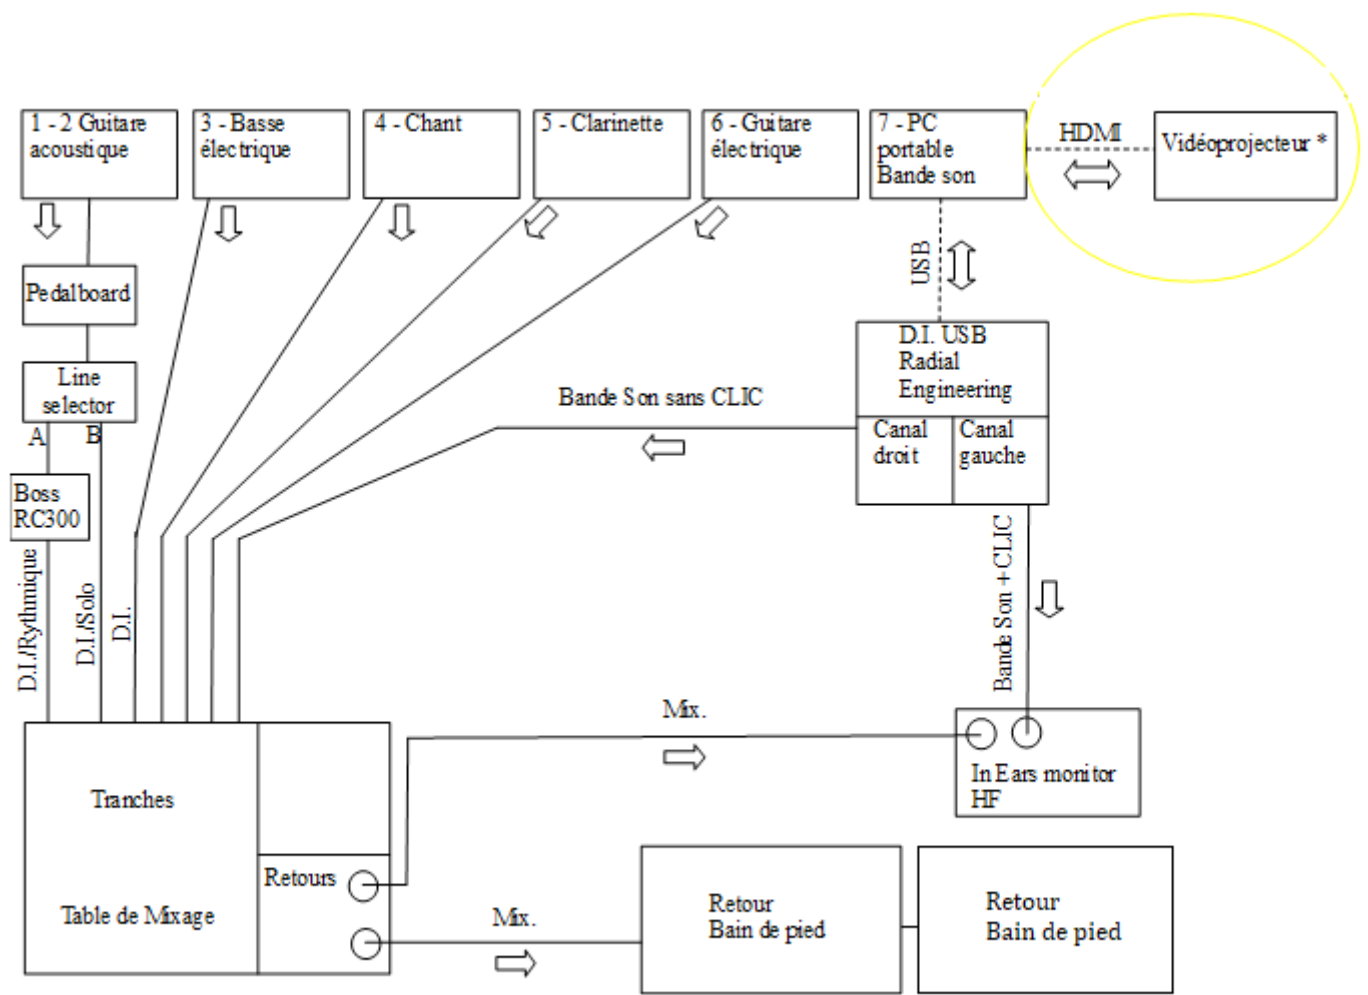 1 - 2 Guitare
acoustique
3 - Basse
électrique
4 - Chant
5 - Clarinette
6 - Guitare
électrique
7 - PC
portable
Bande son
HDMI
Vidéoprojecteur *
USB
Pedalboard
Line
selector
A
B
Boss
RC300
D.I./Rythmique
D.I./Solo
D.I.
Bande Son sans CLIC
D.I. USB
Radial
Engineering
Canal
droit
Canal
gauche
Bande Son + CLIC
Mix.
In Ears monitor
HF
Tranches
Table de Mixage
Retours
Mix.
Retour
Bain de pied
Retour
Bain de pied